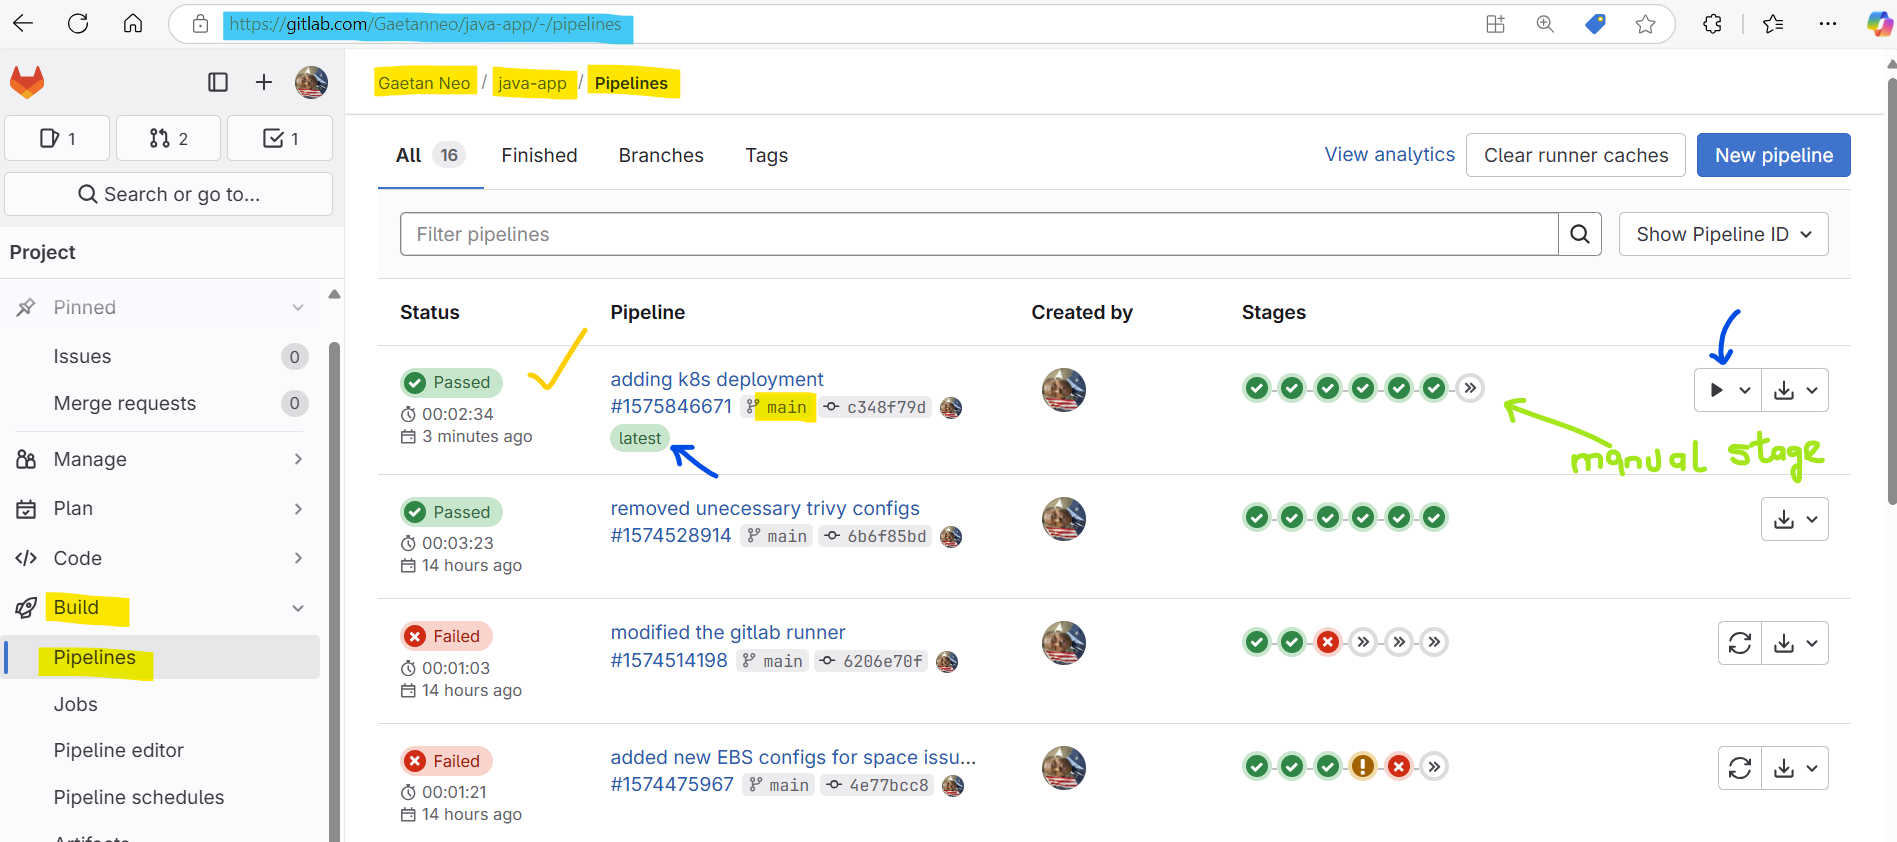 https://gitlab.com/Gaetanneo/java-app/-/pipelines
Gaetan Neo / java-app / Pipelines
1
2
1
Search or go to...
Project
Pinned
Issues 0
Merge requests 0
Manage
Plan
Code
Build
Pipelines
Jobs
Pipeline editor
Pipeline schedules
Artifacts
All 16 Finished Branches Tags
View analytics Clear runner caches New pipeline
Filter pipelines Show Pipeline ID
Status Pipeline Created by Stages
Passed adding k8s deployment
00:02:34 #1575846671 main c348f79d
3 minutes ago latest
manual stage
Passed removed unecessary trivy configs
00:03:23 #1574528914 main 6b6f85bd
14 hours ago
Failed modified the gitlab runner
00:01:03 #1574514198 main 6206e70f
14 hours ago
Failed added new EBS configs for space issu...
00:01:21 #1574475967 main 4e77bcc8
14 hours ago